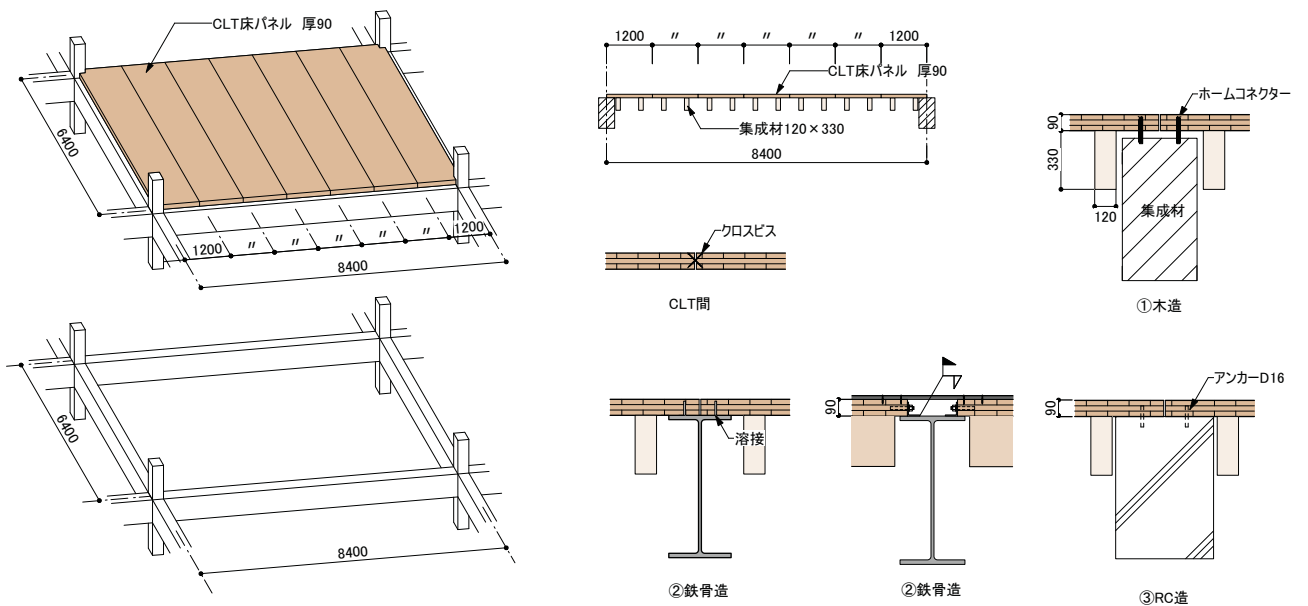 CLT床パネル 厚90
6400
1200
〃
〃
〃
〃
〃
1200
8400
6400
8400
1200
〃
〃
〃
〃
〃
1200
CLT床パネル 厚90
集成材120×330
8400
クロスビス
CLT間
ホームコネクター
90
330
120
集成材
①木造
溶接
②鉄骨造
90
②鉄骨造
アンカーD16
90
③RC造